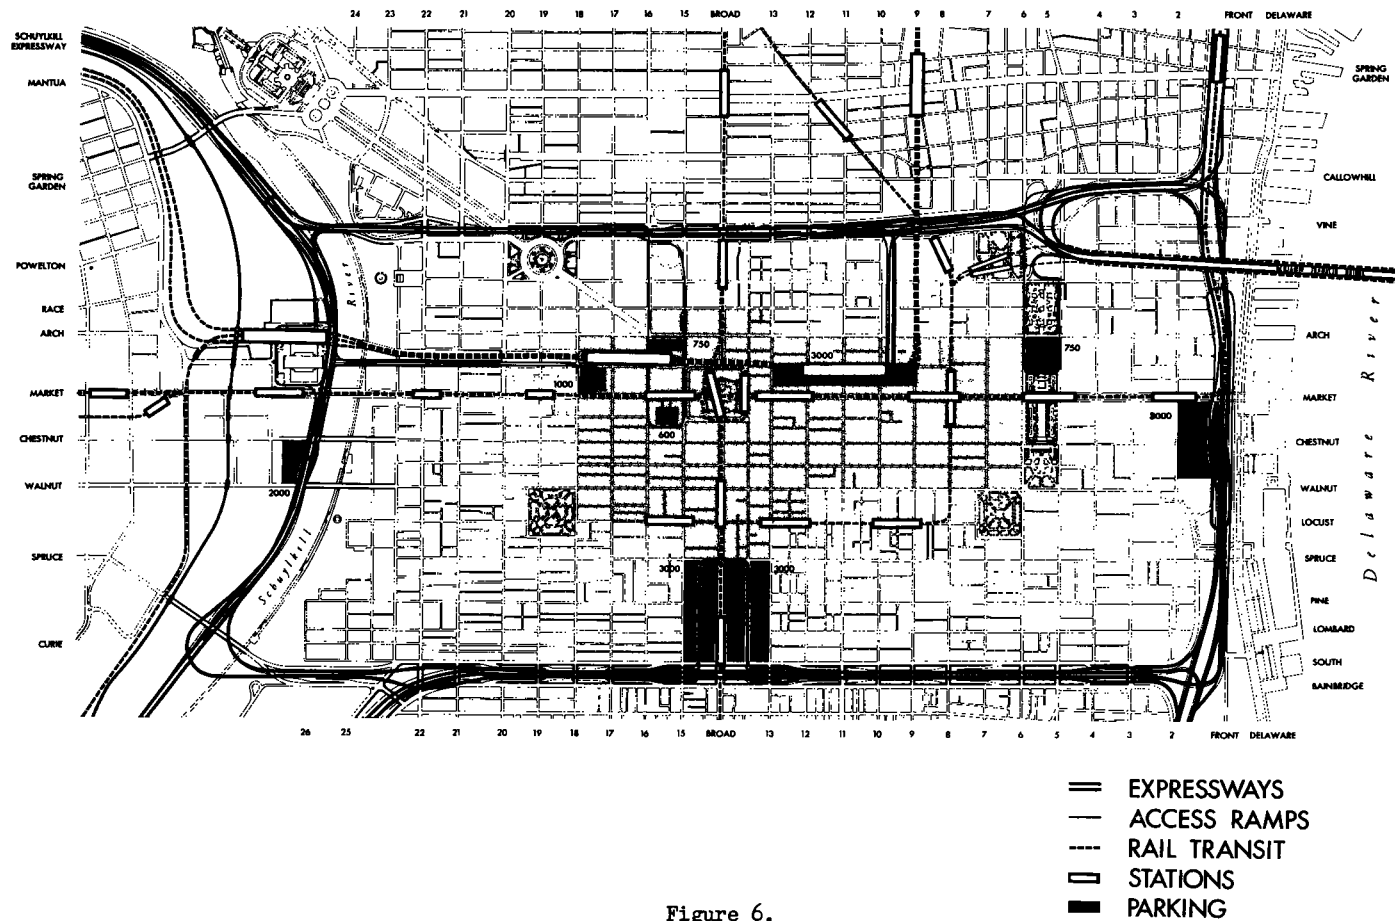 24 23 22 21 20 19 18 17 16 15 BROAD 13 12 11 10 9 8 7 6 5 4 3 2 FRONT DELAWARE
SCHUYLKILL
EXPRESSWAY
MANTUA
SPRING
GARDEN
POWELTON
RACE
ARCH
MARKET
CHESTNUT
WALNUT
SPRUCE
CURIE
SPRING
GARDEN
CALLOWHILL
VINE
ARCH
MARKET
CHESTNUT
WALNUT
LOCUST
SPRUCE
PINE
LOMBARD
SOUTH
BAINBRIDGE
River
Schuylkill
Delaware River
750
3000
750
1000
600
3000
2000
3000
3000
26 25 22 21 20 19 18 17 16 15 BROAD 13 12 11 10 9 8 7 6 5 4 3 2 FRONT DELAWARE
EXPRESSWAYS
ACCESS RAMPS
RAIL TRANSIT
STATIONS
PARKING
Figure 6.